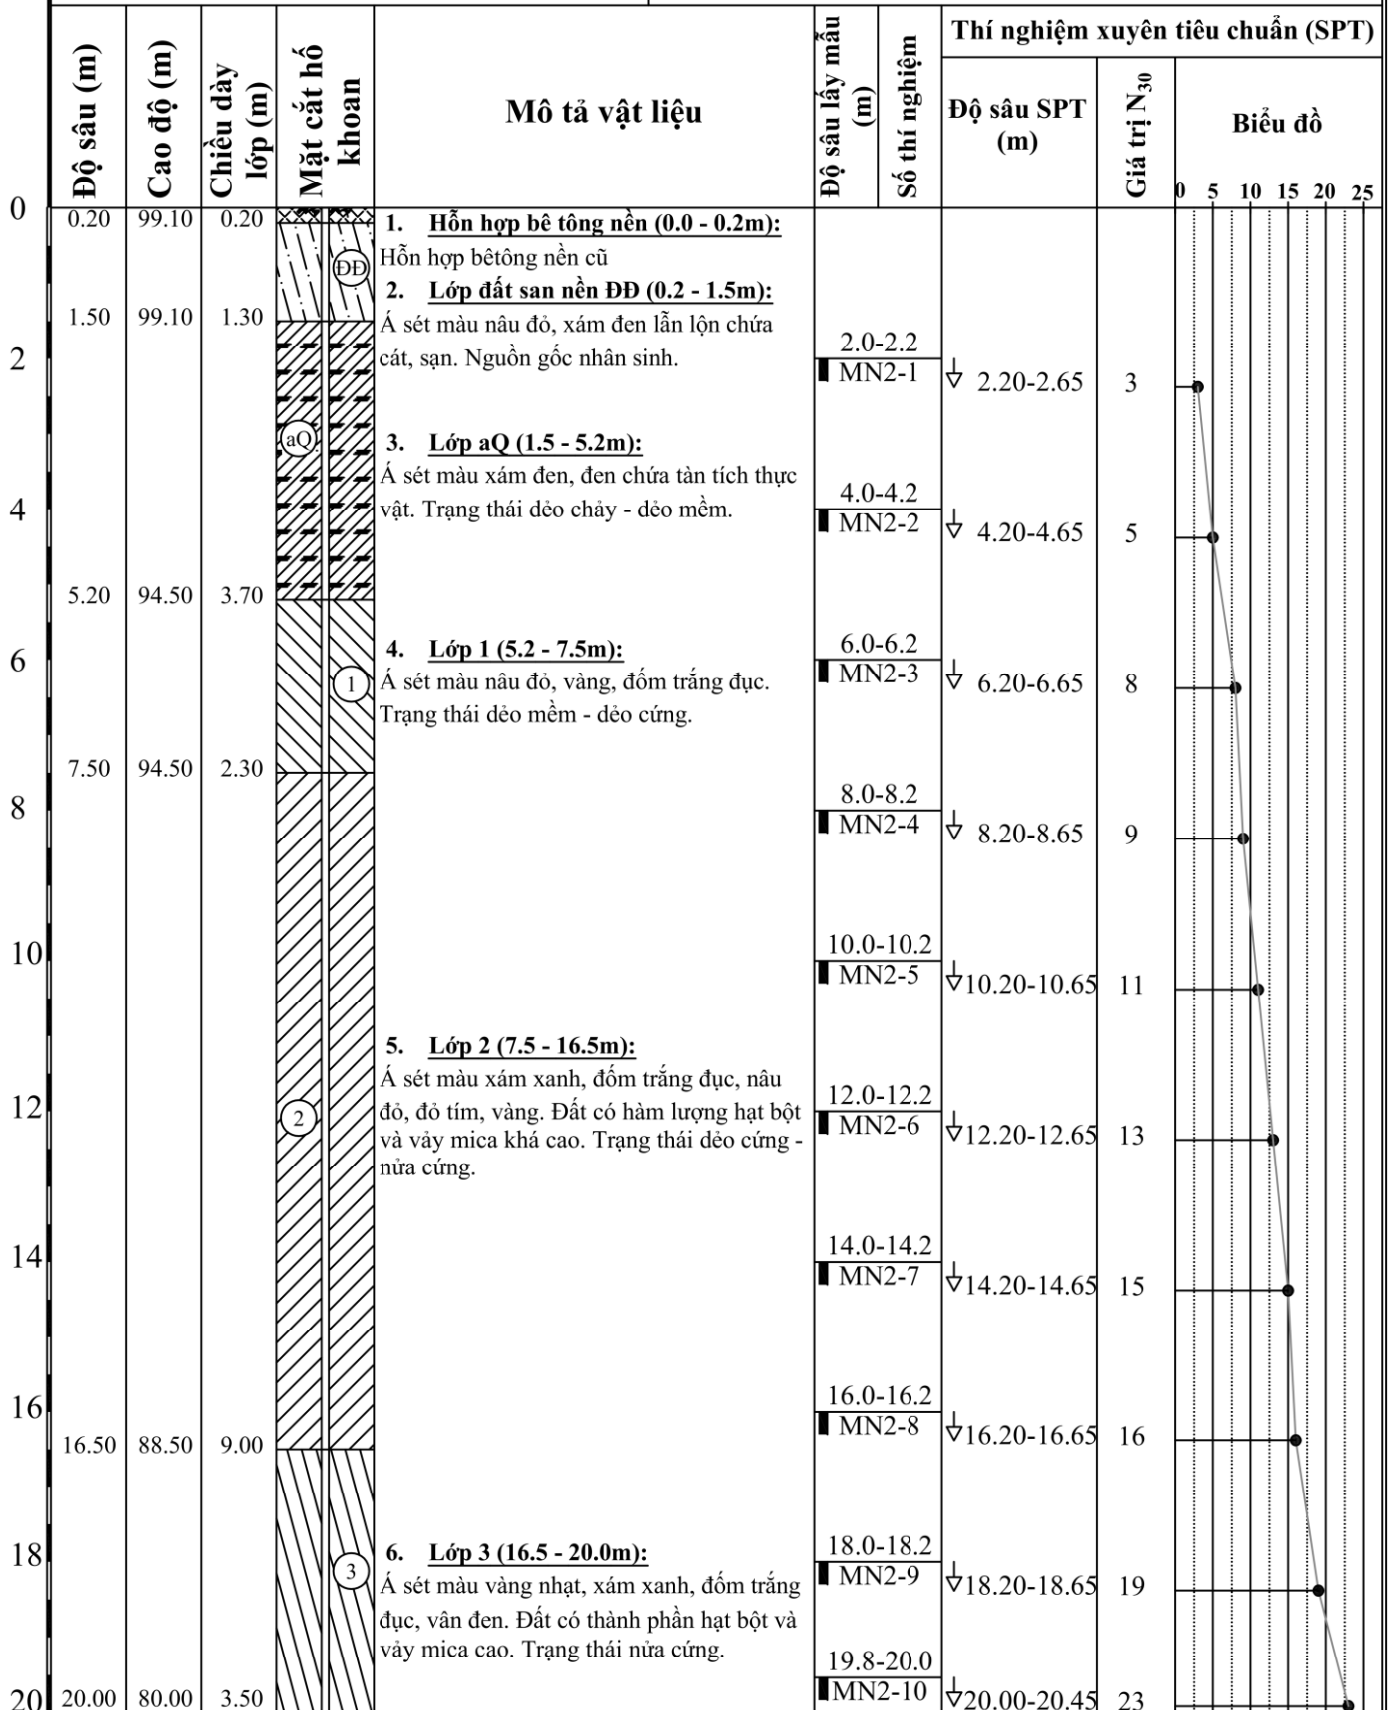 Độ sâu (m)
Cao độ (m)
Chiều dày
lớp (m)
Mặt cắt hố
khoan
Mô tả vật liệu
Độ sâu lấy mẫu
(m)
Số thí nghiệm
Thí nghiệm xuyên tiêu chuẩn (SPT)
Độ sâu SPT
(m)
Giá trị N30
Biểu đồ
0 5 10 15 20 25
0
0.20 99.10 0.20
1. Hỗn hợp bê tông nền (0.0 - 0.2m):
Hỗn hợp bêtông nền cũ
ĐĐ
2. Lớp đất san nền ĐĐ (0.2 - 1.5m):
1.50 99.10 1.30
Á sét màu nâu đỏ, xám đen lẫn lộn chứa
cát, sạn. Nguồn gốc nhân sinh.
2.0-2.2
2
MN2-1 2.20-2.65 3
aQ
3. Lớp aQ (1.5 - 5.2m):
Á sét màu xám đen, đen chứa tàn tích thực
vật. Trạng thái dẻo chảy - dẻo mềm.
4.0-4.2
4
MN2-2 4.20-4.65 5
5.20 94.50 3.70
4. Lớp 1 (5.2 - 7.5m):
6.0-6.2
6
MN2-3 6.20-6.65 8
1
Á sét màu nâu đỏ, vàng, đốm trắng đục.
Trạng thái dẻo mềm - dẻo cứng.
7.50 94.50 2.30
8.0-8.2
8
MN2-4 8.20-8.65 9
10.0-10.2
10
MN2-5 10.20-10.65 11
5. Lớp 2 (7.5 - 16.5m):
Á sét màu xám xanh, đốm trắng đục, nâu
đỏ, đỏ tím, vàng. Đất có hàm lượng hạt bột
và vảy mica khá cao. Trạng thái dẻo cứng -
nửa cứng.
2
12.0-12.2
12
MN2-6 12.20-12.65 13
14.0-14.2
14
MN2-7 14.20-14.65 15
16.0-16.2
16
MN2-8 16.20-16.65 16
16.50 88.50 9.00
6. Lớp 3 (16.5 - 20.0m):
18.0-18.2
18
MN2-9 18.20-18.65 19
3
Á sét màu vàng nhạt, xám xanh, đốm trắng
đục, vân đen. Đất có thành phần hạt bột và
vảy mica cao. Trạng thái nửa cứng.
19.8-20.0
20 20.00 80.00 3.50
MN2-10 20.00-20.45 23